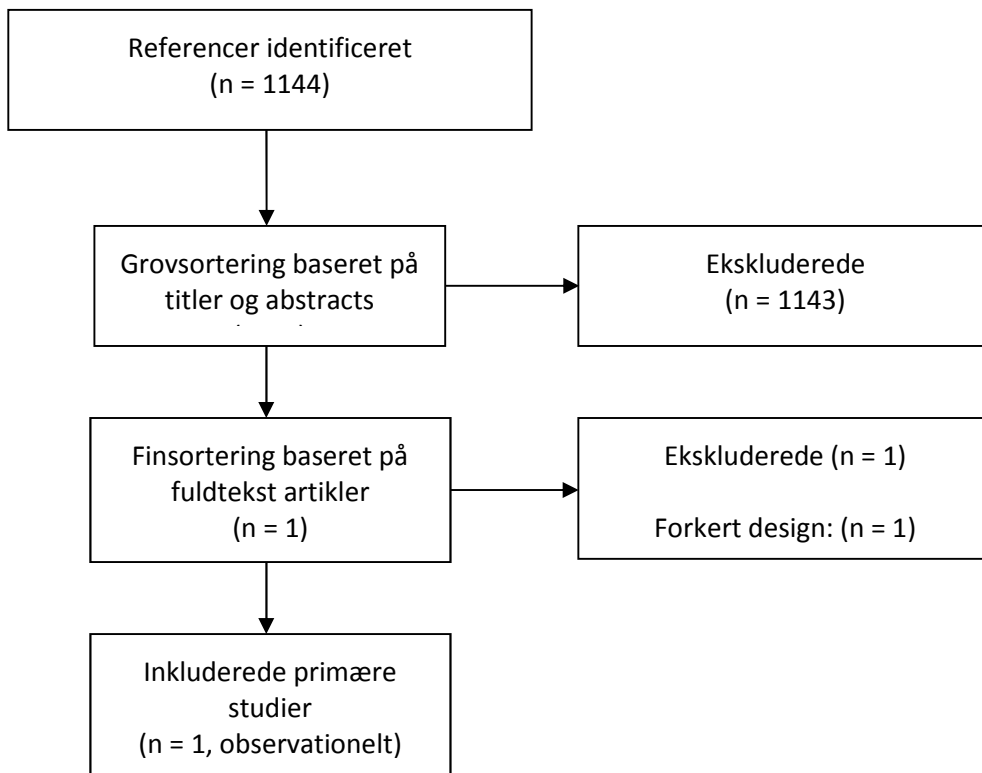 Referencer identificeret
(n = 1144)
Grovsortering baseret på
titler og abstracts
Ekskluderede
(n = 1143)
Finsortering baseret på
fuldtekst artikler
(n = 1)
Ekskluderede (n = 1)
Forkert design: (n = 1)
Inkluderede primære
studier
(n = 1, observationelt)